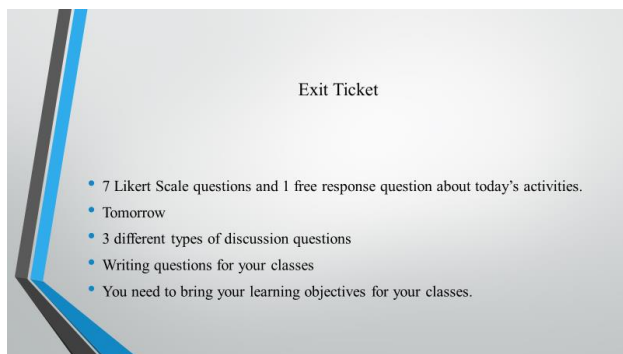 Exit Ticket
• 7 Likert Scale questions and 1 free response question about today’s activities.
• Tomorrow
• 3 different types of discussion questions
• Writing questions for your classes
• You need to bring your learning objectives for your classes.